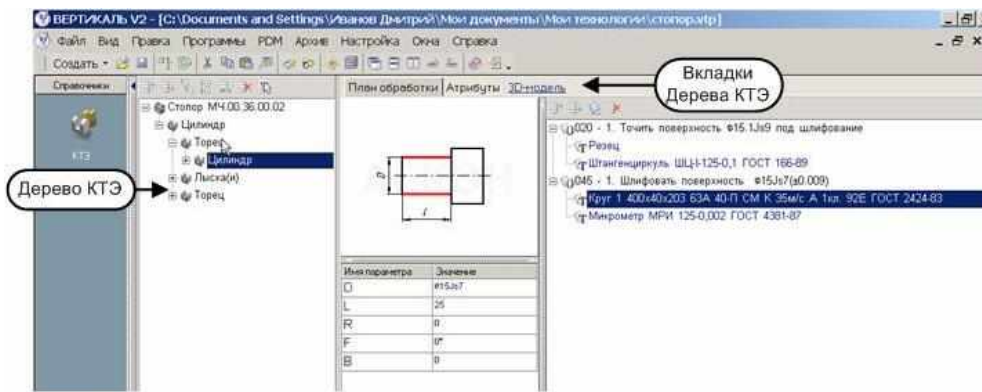 ВЕРТИКАЛЬ V2 - [C:\Documents and Settings\Иванов Дмитрий\Мои документы\Мои технологии\стопор.vtp]
Файл Вид Правка Программы PDM Архив Настройка Окна Справка
Создать
Справочники
КТЭ
Стопор МЧ.00.36.00.02
Цилиндр
Торец
Цилиндр
Лыска(и)
Торец
Дерево КТЭ
План обработки Атрибуты 3D-модель
Вкладки
Дерева КТЭ
D
l
Имя параметра Значение
D ø15Js7
L 25
R 0
F 0°
B 0
020 - 1. Точить поверхность ø15.1Js9 под шлифование
Резец
Штангенциркуль ШЦ-I-125-0,1 ГОСТ 166-89
045 - 1. Шлифовать поверхность ø15Js7(±0.009)
Круг 1 400х40х203 63А 40-П СМ К 35м/с А 1кл. 92Е ГОСТ 2424-83
Микрометр МРИ 125-0,002 ГОСТ 4381-87